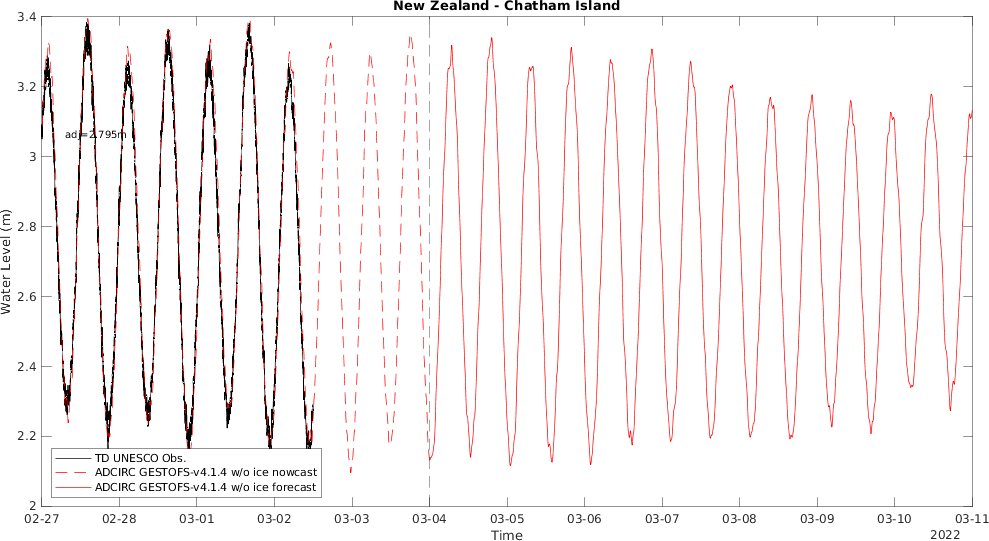 New Zealand - Chatham Island
3.4
3.2
3
2.8
2.6
2.4
2.2
2
Water Level (m)
adj=2.795m
TD UNESCO Obs.
ADCIRC GESTOFS-v4.1.4 w/o ice nowcast
ADCIRC GESTOFS-v4.1.4 w/o ice forecast
02-27 02-28 03-01 03-02 03-03 03-04 03-05 03-06 03-07 03-08 03-09 03-10 03-11
Time
2022